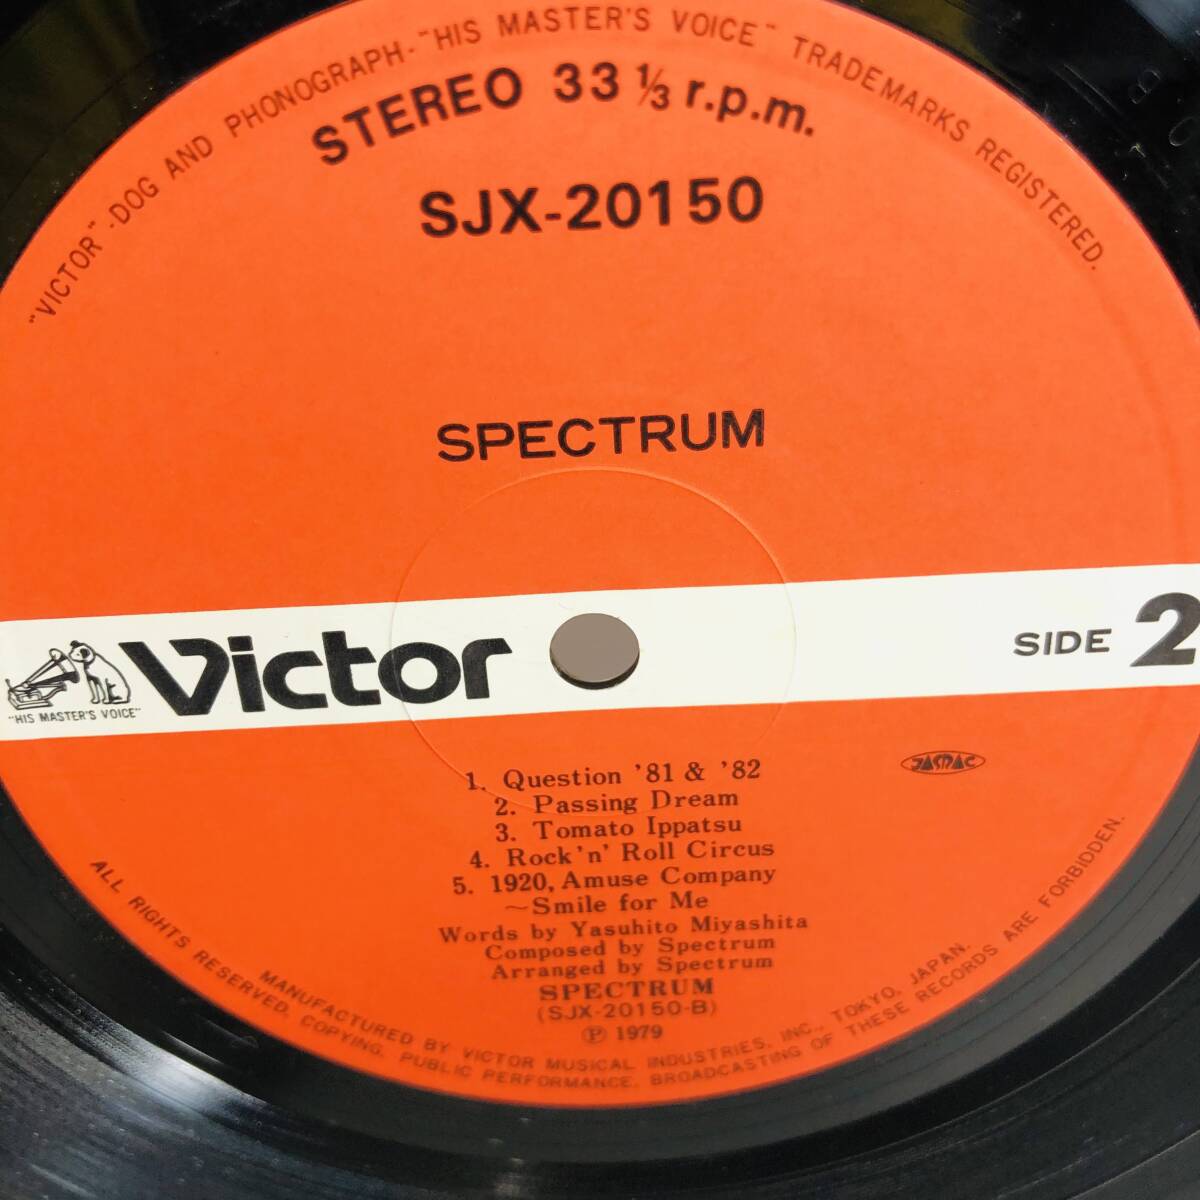 "VICTOR"-DOG AND PHONOGRAPH-"HIS MASTER'S VOICE" TRADEMARKS REGISTERED.
STEREO 33 ⅓ r.p.m.
SJX-20150
SPECTRUM
Victor
"HIS MASTER'S VOICE"
SIDE 2
JASRAC
1. Question '81 & '82
2. Passing Dream
3. Tomato Ippatsu
4. Rock'n' Roll Circus
5. 1920, Amuse Company
~Smile for Me
Words by Yasuhito Miyashita
Composed by Spectrum
Arranged by Spectrum
SPECTRUM
(SJX-20150-B)
Ⓟ 1979
MANUFACTURED BY VICTOR MUSICAL INDUSTRIES, INC., TOKYO, JAPAN.
ALL RIGHTS RESERVED. COPYING, PUBLIC PERFORMANCE, BROADCASTING OF THESE RECORDS ARE FORBIDDEN.